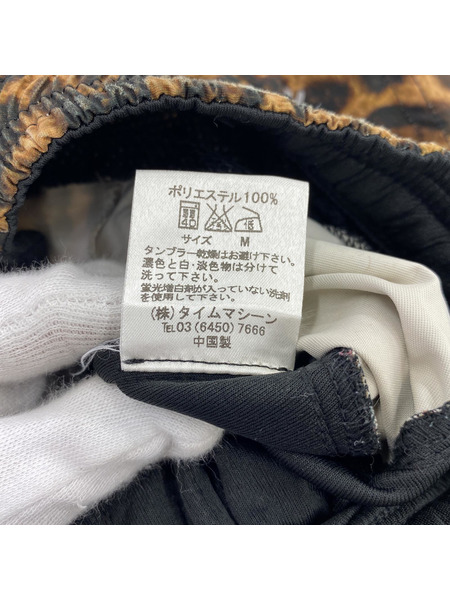 ポリエステル100%
40 低
サイズ M
タンブラー乾燥はお避け下さい。
濃色と白・淡色物は分けて
洗って下さい。
蛍光増白剤が入っていない洗剤
を使用して下さい。
(株)タイムマシーン
TEL03(6450)7666
中国製